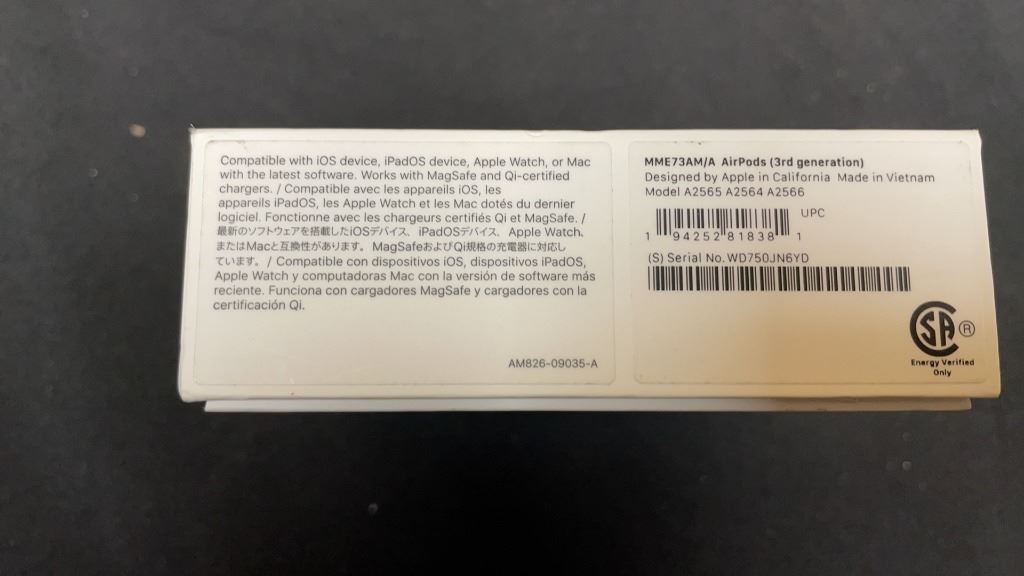 Compatible with iOS device, iPadOS device, Apple Watch, or Mac
with the latest software. Works with MagSafe and Qi-certified
chargers. / Compatible avec les appareils iOS, les
appareils iPadOS, les Apple Watch et les Mac dotés du dernier
logiciel. Fonctionne avec les chargeurs certifiés Qi et MagSafe. /
最新のソフトウェアを搭載したiOSデバイス、iPadOSデバイス、Apple Watch、
またはMacと互換性があります。MagSafeおよびQi規格の充電器に対応し
ています。/ Compatible con dispositivos iOS, dispositivos iPadOS,
Apple Watch y computadoras Mac con la versión de software más
reciente. Funciona con cargadores MagSafe y cargadores con la
certificación Qi.
AM826-09035-A
MME73AM/A AirPods (3rd generation)
Designed by Apple in California Made in Vietnam
Model A2565 A2564 A2566
UPC
1 94252 81838 1
(S) Serial No. WD750JN6YD
SA ®
Energy Verified
Only